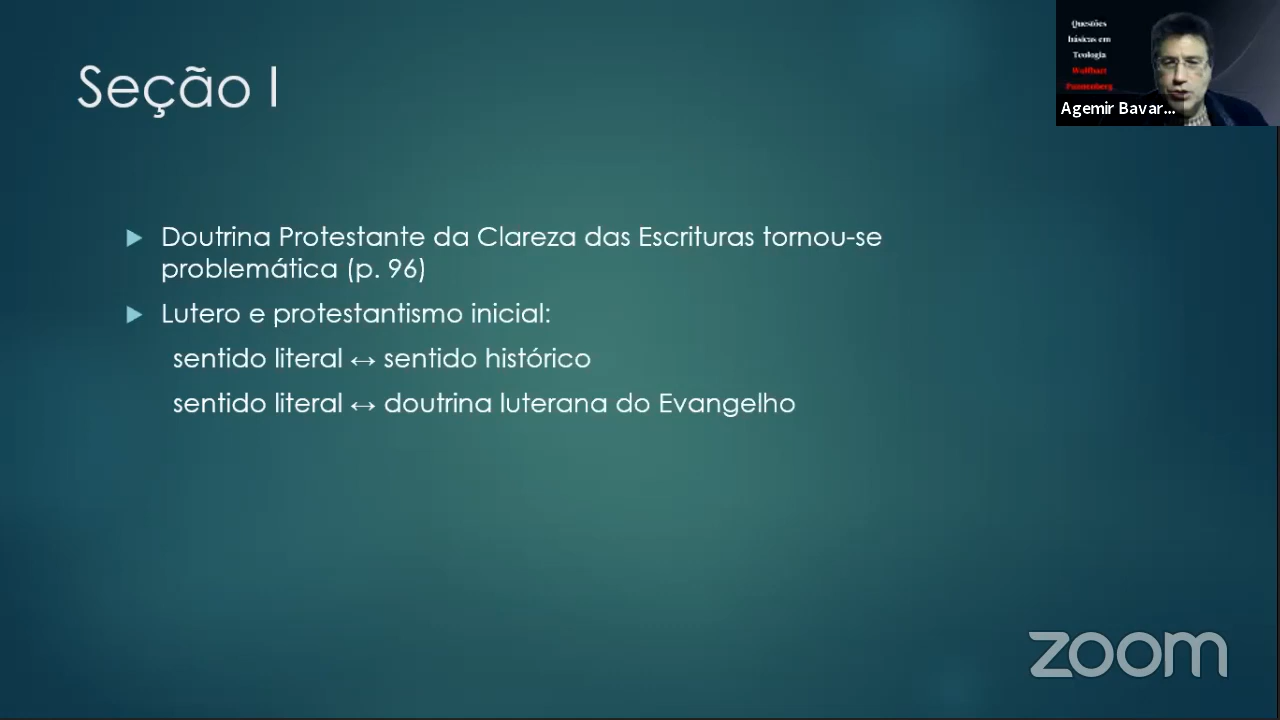 Seção I
Questões
básicas em
Teologia
Wolfhart
Pannenberg
Agemir Bavar...
Doutrina Protestante da Clareza das Escrituras tornou-se
problemática (p. 96)
Lutero e protestantismo inicial:
sentido literal ↔ sentido histórico
sentido literal ↔ doutrina luterana do Evangelho
zoom